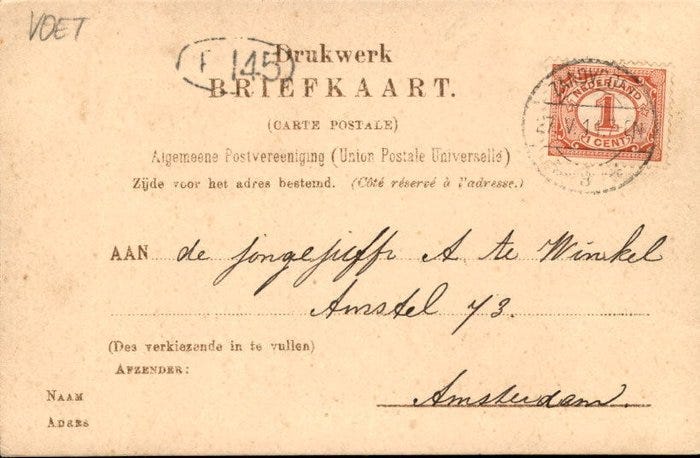 VOET
F 145
Drukwerk
BRIEFKAART.
(CARTE POSTALE)
Algemeene Postvereeniging (Union Postale Universelle)
Zijde voor het adres bestemd. (Côté réservé à l'adresse.)
NEDERLAND
1
1 CENT
3
AAN de jongejuffr A te Winkel
Amstel 73.
(Des verkiezende in te vullen)
AFZENDER:
Amsterdam.
NAAM
ADRES